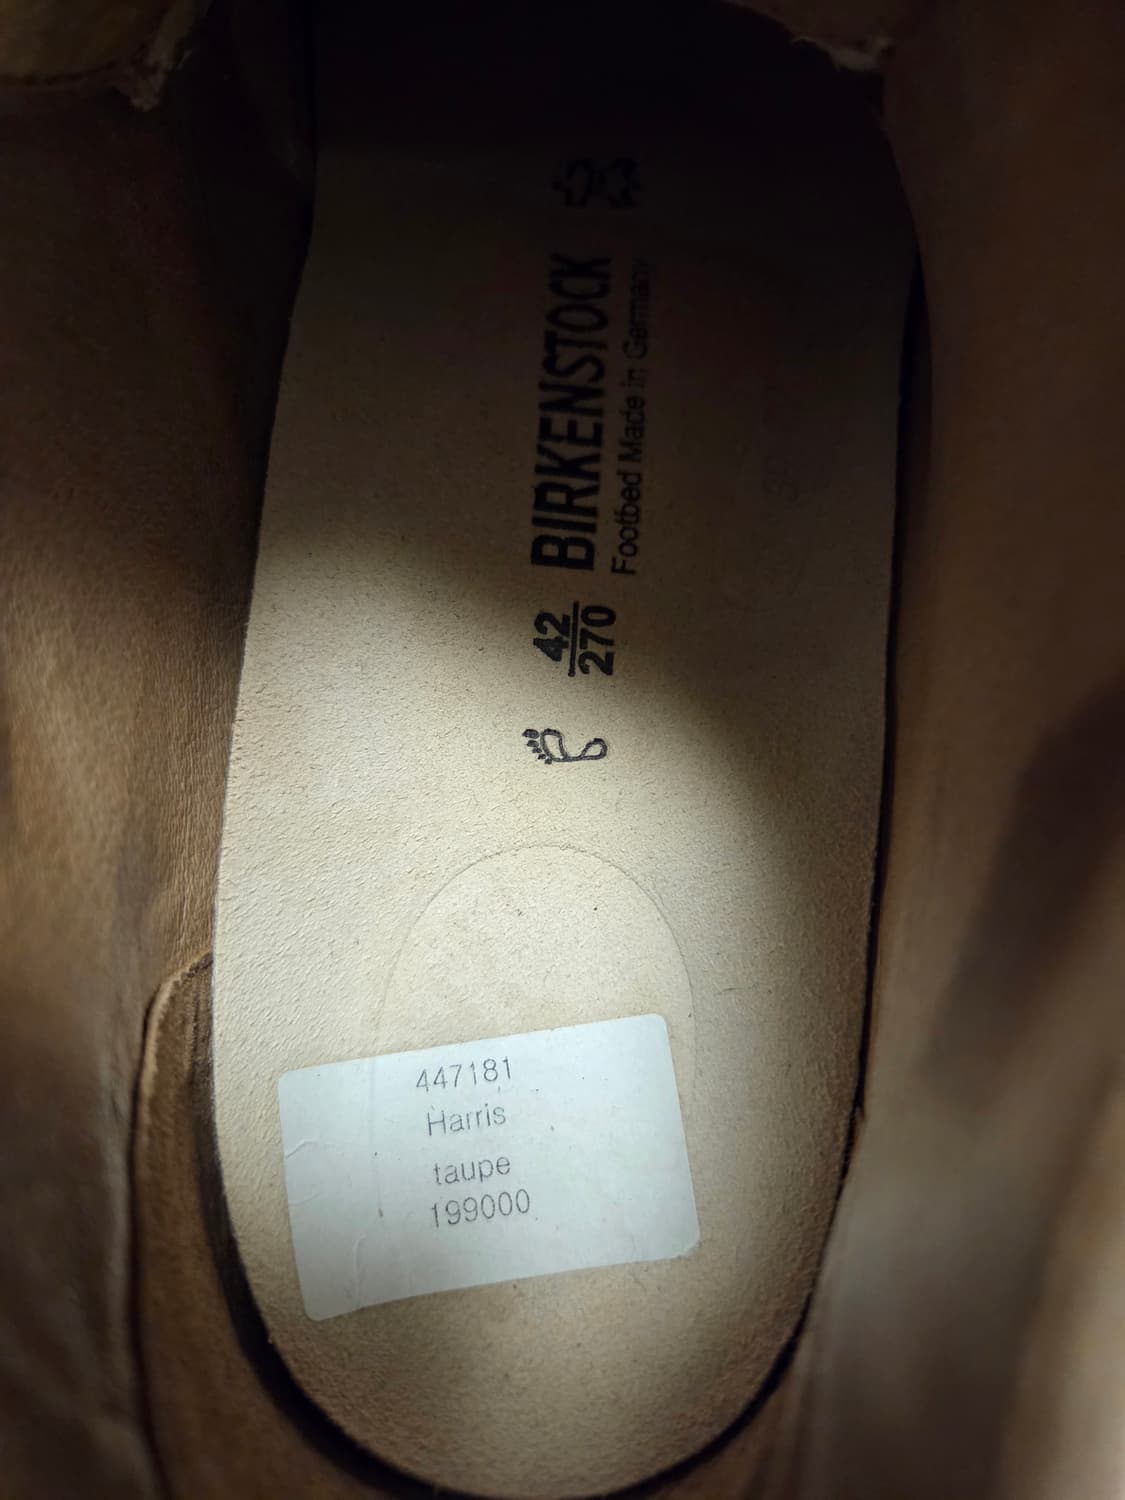 BIRKENSTOCK
Footbed Made in Germany
42
270
447181
Harris
taupe
199000